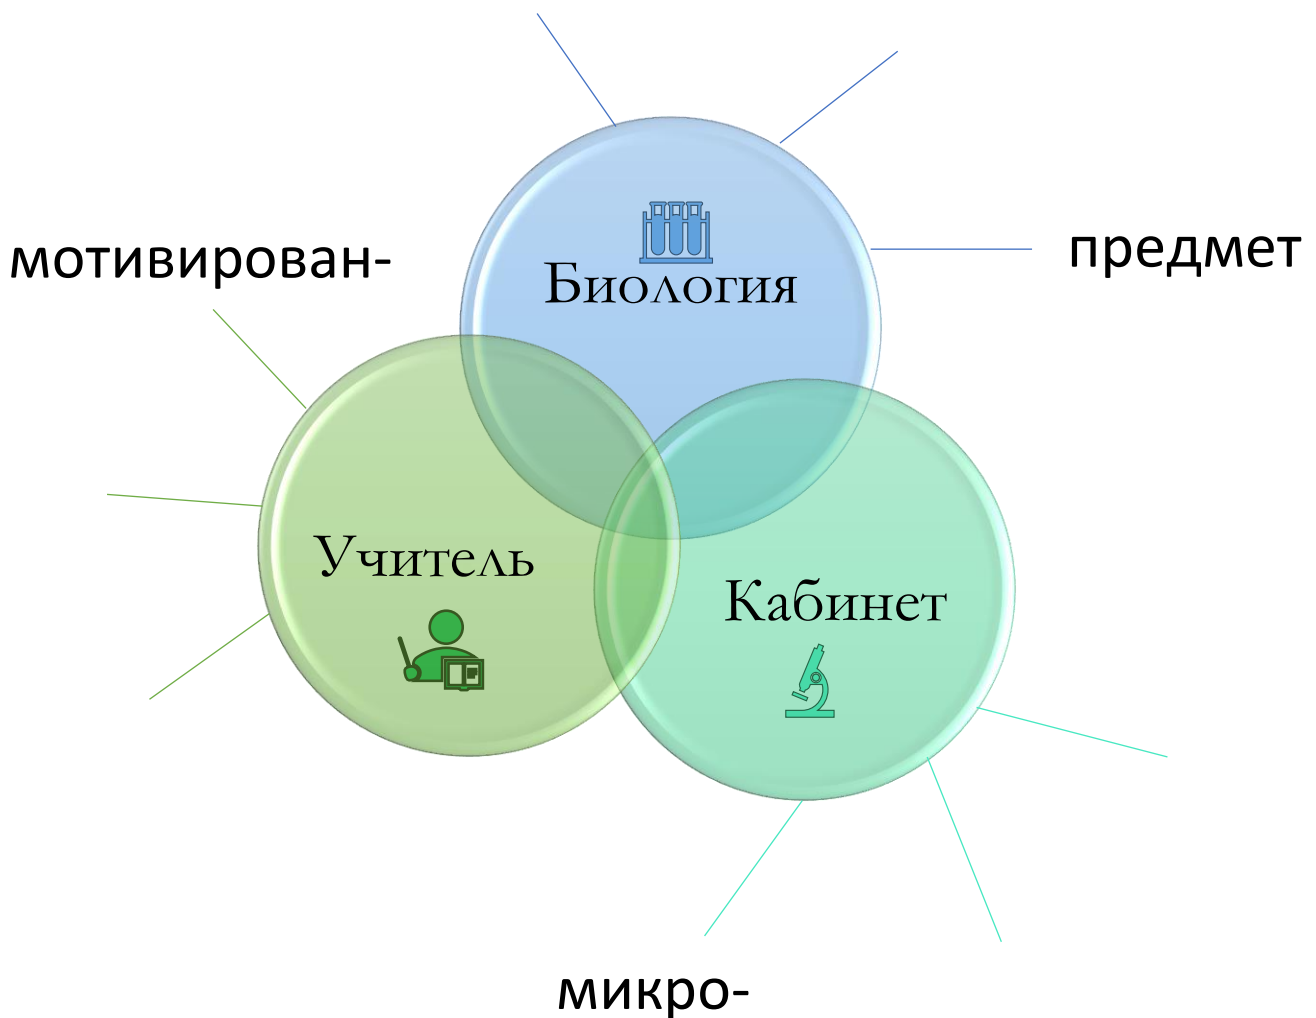 мотивирован-
предмет
Биология
Учитель
Кабинет
микро-